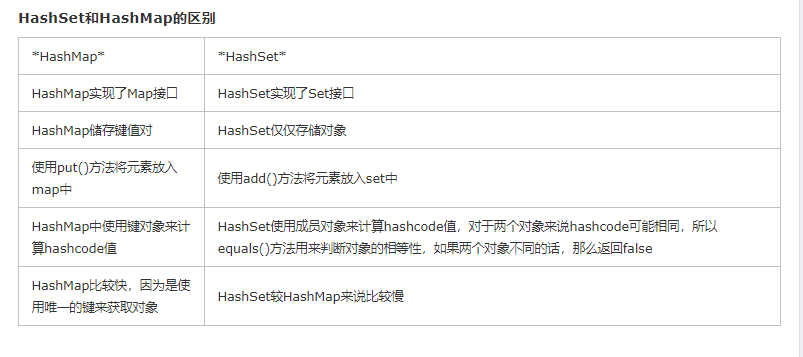 HashSet和HashMap的区别
*HashMap*
*HashSet*
HashMap实现了Map接口
HashSet实现了Set接口
HashMap储存键值对
HashSet仅仅存储对象
使用put()方法将元素放入
map中
使用add()方法将元素放入set中
HashMap中使用键对象来计
算hashcode值
HashSet使用成员对象来计算hashcode值，对于两个对象来说hashcode可能相同，所以
equals()方法用来判断对象的相等性，如果两个对象不同的话，那么返回false
HashMap比较快，因为是使
用唯一的键来获取对象
HashSet较HashMap来说比较慢